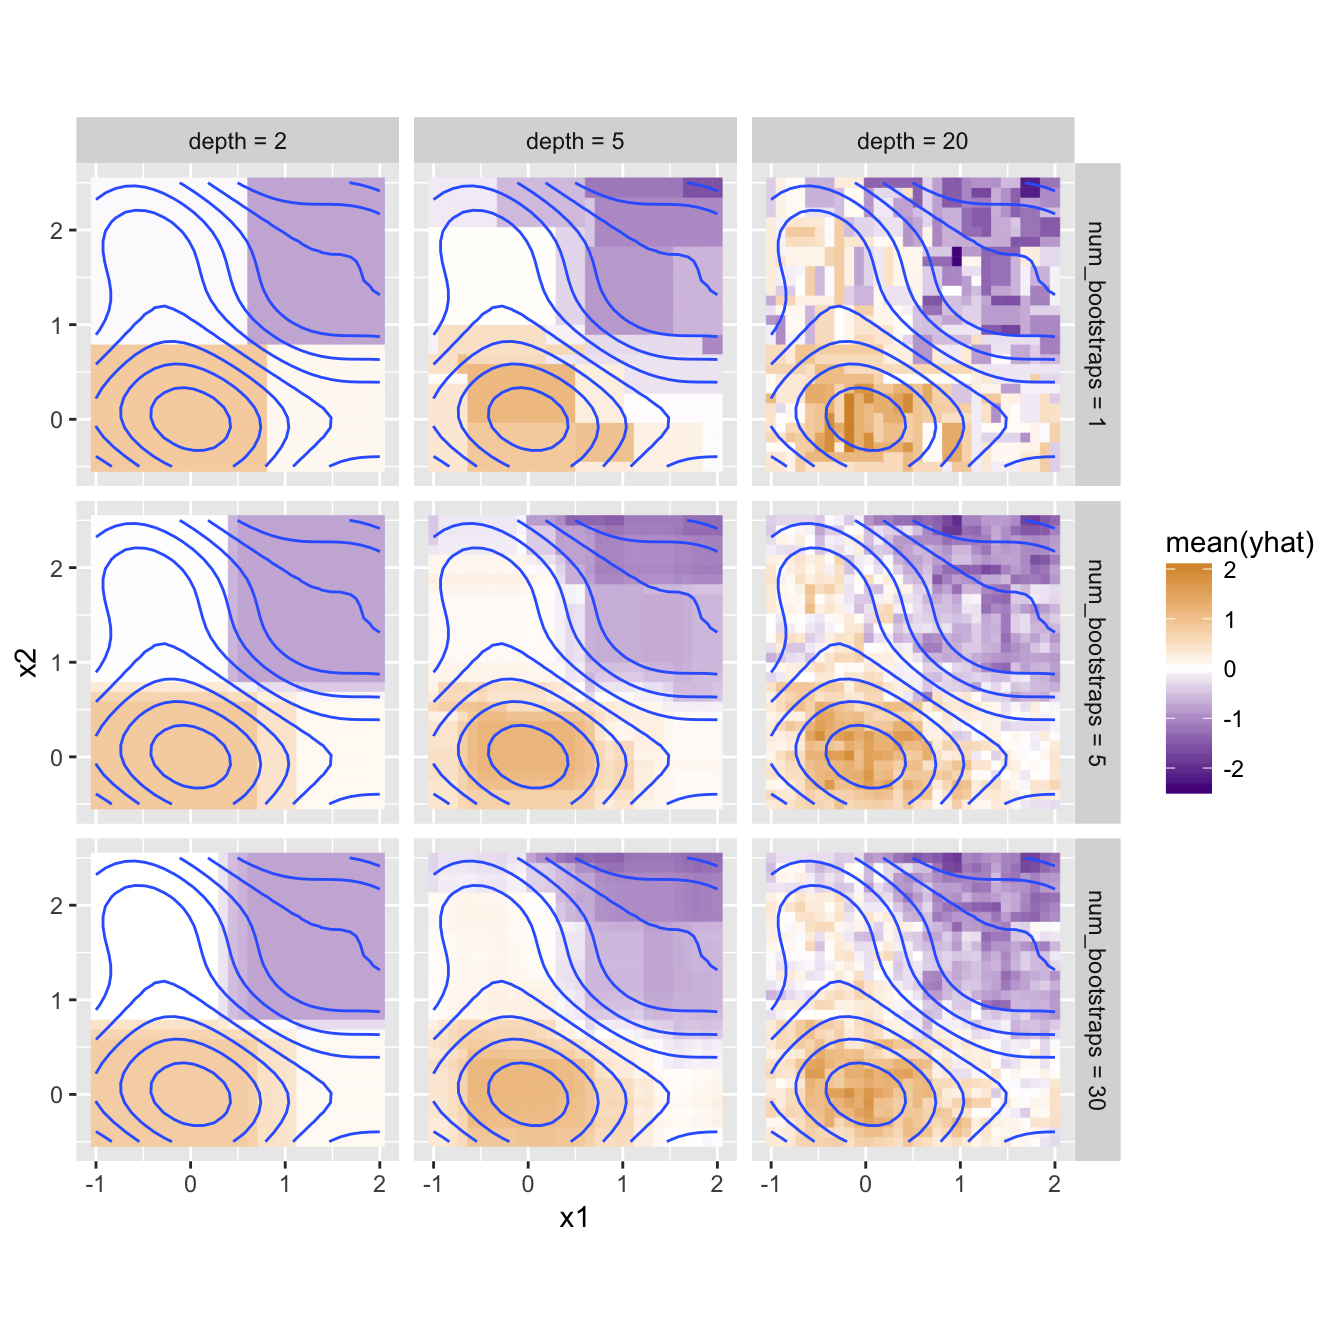 depth = 2
depth = 5
depth = 20
num_bootstraps = 1
num_bootstraps = 5
num_bootstraps = 30
2
1
0
2
1
0
2
1
0
x2
-1
0
1
2
-1
0
1
2
-1
0
1
2
x1
mean(yhat)
2
1
0
-1
-2